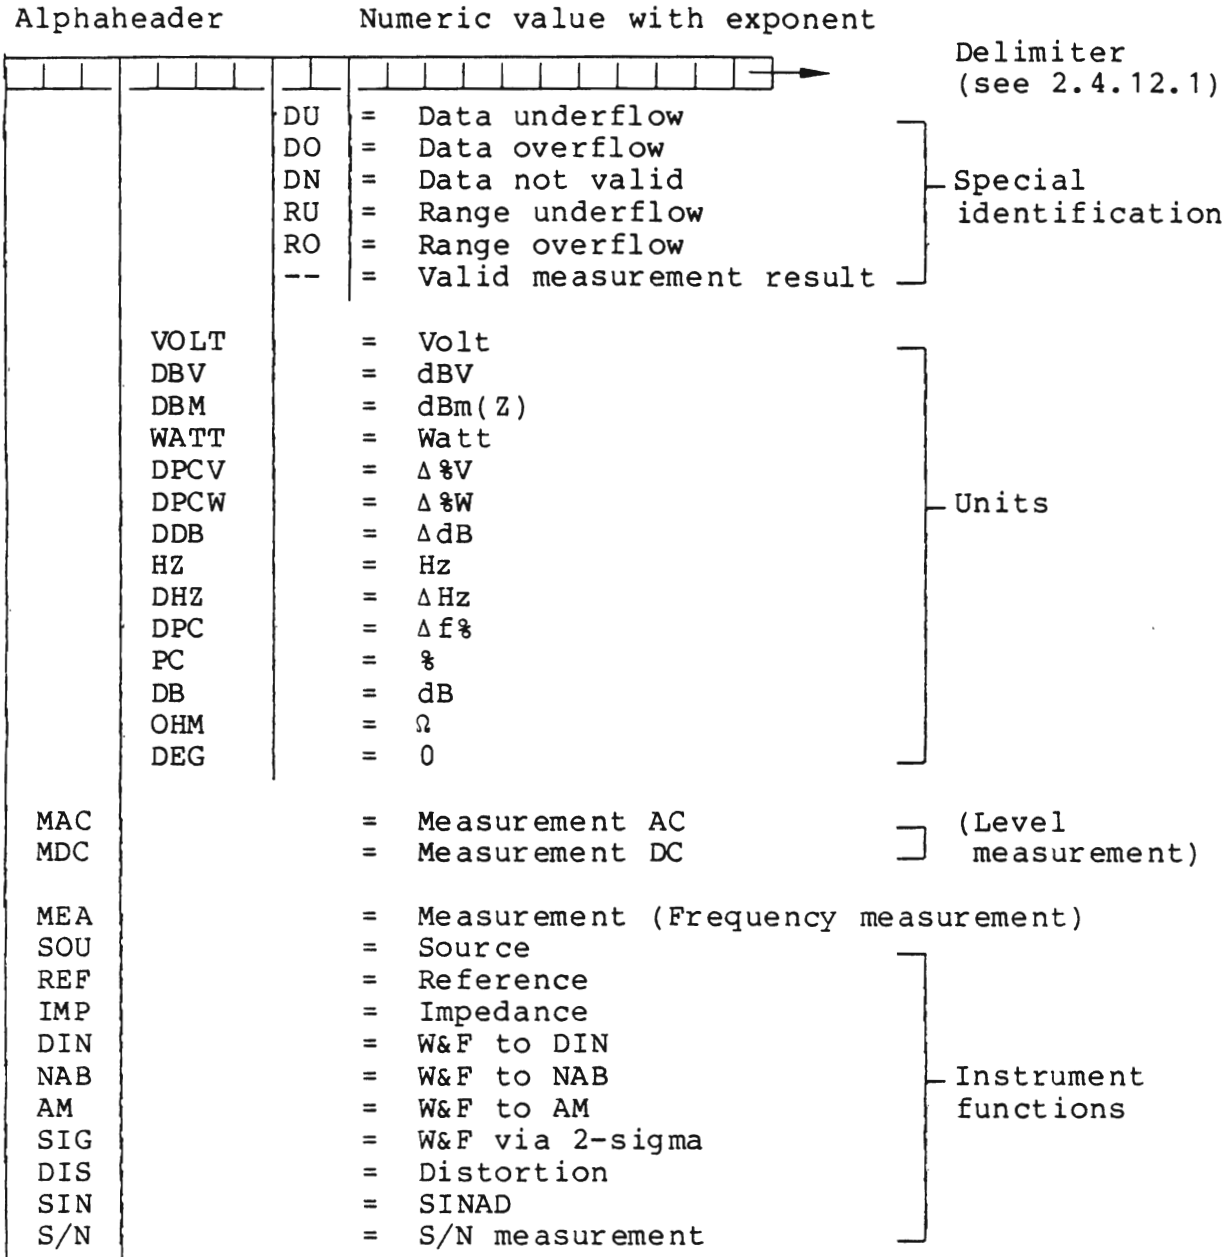 Alphaheader Numeric value with exponent
Delimiter
(see 2.4.12.1)
DU = Data underflow
DO = Data overflow
DN = Data not valid
Special
RU = Range underflow
identification
RO = Range overflow
-- = Valid measurement result
VOLT = Volt
DBV = dBV
DBM = dBm(Z)
WATT = Watt
DPCV = Δ%V
DPCW = Δ%W
Units
DDB = ΔdB
HZ = Hz
DHZ = ΔHz
DPC = Δf%
PC = %
DB = dB
OHM = Ω
DEG = 0
MAC = Measurement AC (Level
MDC = Measurement DC measurement)
MEA = Measurement (Frequency measurement)
SOU = Source
REF = Reference
IMP = Impedance
DIN = W&F to DIN
NAB = W&F to NAB Instrument
AM = W&F to AM functions
SIG = W&F via 2-sigma
DIS = Distortion
SIN = SINAD
S/N = S/N measurement